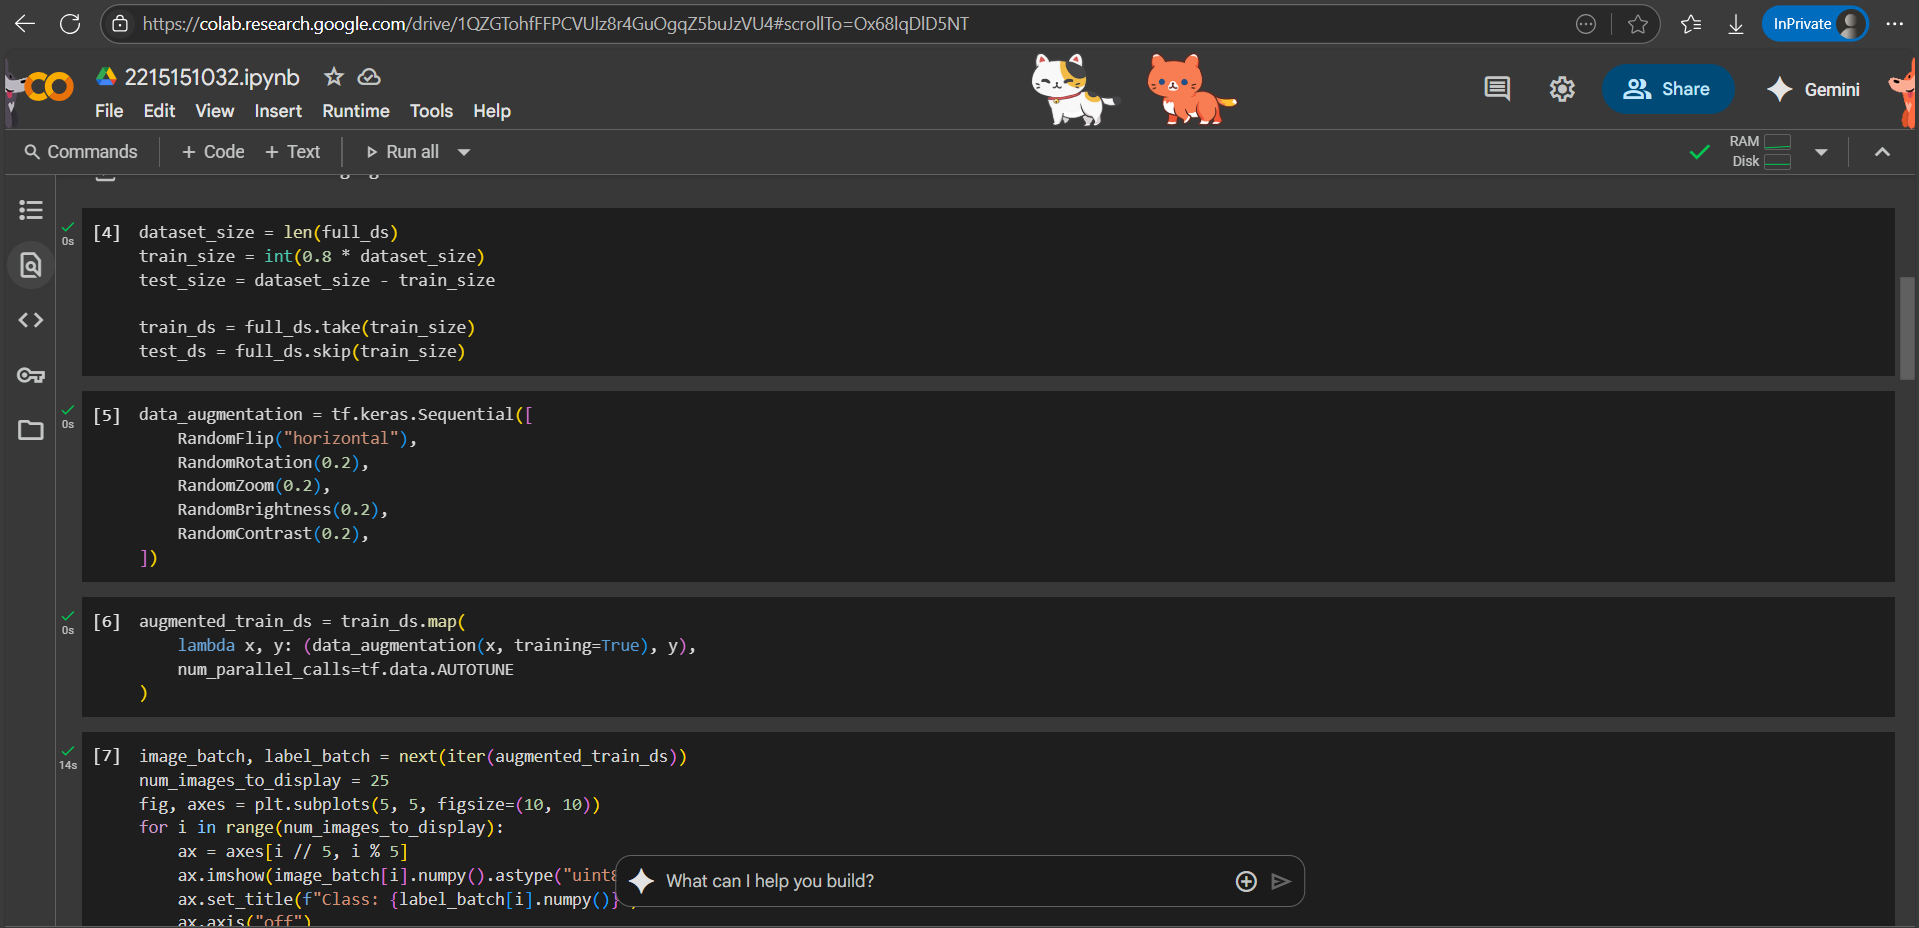 https://colab.research.google.com/drive/1QZGTohfFFPCVUlz8r4GuOgqZ5buJzVU4#scrollTo=Ox68lqDlD5NT
InPrivate
2215151032.ipynb
File Edit View Insert Runtime Tools Help
Share
Gemini
Commands + Code + Text Run all
RAM
Disk
0s
[4] dataset_size = len(full_ds)
train_size = int(0.8 * dataset_size)
test_size = dataset_size - train_size
train_ds = full_ds.take(train_size)
test_ds = full_ds.skip(train_size)
0s
[5] data_augmentation = tf.keras.Sequential([
RandomFlip("horizontal"),
RandomRotation(0.2),
RandomZoom(0.2),
RandomBrightness(0.2),
RandomContrast(0.2),
])
0s
[6] augmented_train_ds = train_ds.map(
lambda x, y: (data_augmentation(x, training=True), y),
num_parallel_calls=tf.data.AUTOTUNE
)
14s
[7] image_batch, label_batch = next(iter(augmented_train_ds))
num_images_to_display = 25
fig, axes = plt.subplots(5, 5, figsize=(10, 10))
for i in range(num_images_to_display):
ax = axes[i // 5, i % 5]
ax.imshow(image_batch[i].numpy().astype("uint8
ax.set_title(f"Class: {label_batch[i].numpy()}
ax.axis("off")
What can I help you build?